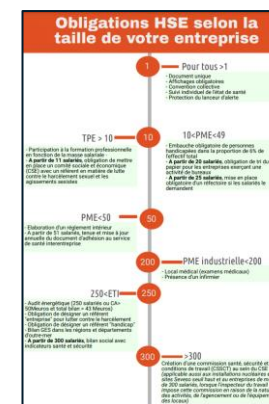 Obligations HSE selon la
taille de votre entreprise
1
Pour tous >1
- Document unique
- Affichages obligatoires
- Convention collective
- Suivi individuel de l'état de santé
- Protection du lanceur d'alerte
TPE > 10
10
10<PME<49
- Participation à la formation professionnelle
en fonction de la masse salariale
- A partir de 11 salariés, obligation de mettre
en place un comité sociale et économique
(CSE) avec un référent en matière de lutte
contre le harcèlement sexuel et les
agissements sexistes
- Embauche obligatoire de personnes
handicapées dans la proportion de 6% de
l'effectif total
- A partir de 20 salariés, obligation de tri du
papier pour les entreprises exerçant une
activité de bureaux
- A partir de 25 salariés, mise en place
obligatoire d'un réfectoire si les salariés le
demandent
PME<50
50
- Elaboration d'un règlement intérieur
- A partir de 51 salariés, tenue et mise à jour
annuelle du document d'adhésion au service
de santé interentreprise
200
PME industrielle<200
- Local médical (examens médicaux)
- Présence d'un infirmier
250<ETI
250
- Audit énergétique (250 salariés ou CA>
50Meuros et total bilan > 43 Meuros)
- Obligation de designer un référent
"entreprise" pour lutter contre le harcèlement
- Obligation de designer un référent "handicap"
- Bilan GES dans les régions et départements
d'outre-mer
- A partir de 300 salariés, bilan social avec
indicateurs santé et sécurité
300
>300
Création d'une commission santé, sécurité et
conditions de travail (CSSCT) au sein du CSE
(applicable aussi aux installations nucléaires et
sites Seveso seuil haut et au entreprises de moins
de 300 salariés, lorsque l'inspecteur du travail
impose cette commission en raison de la nature
des activités, de l'agencement ou de l'équipement
des locaux)